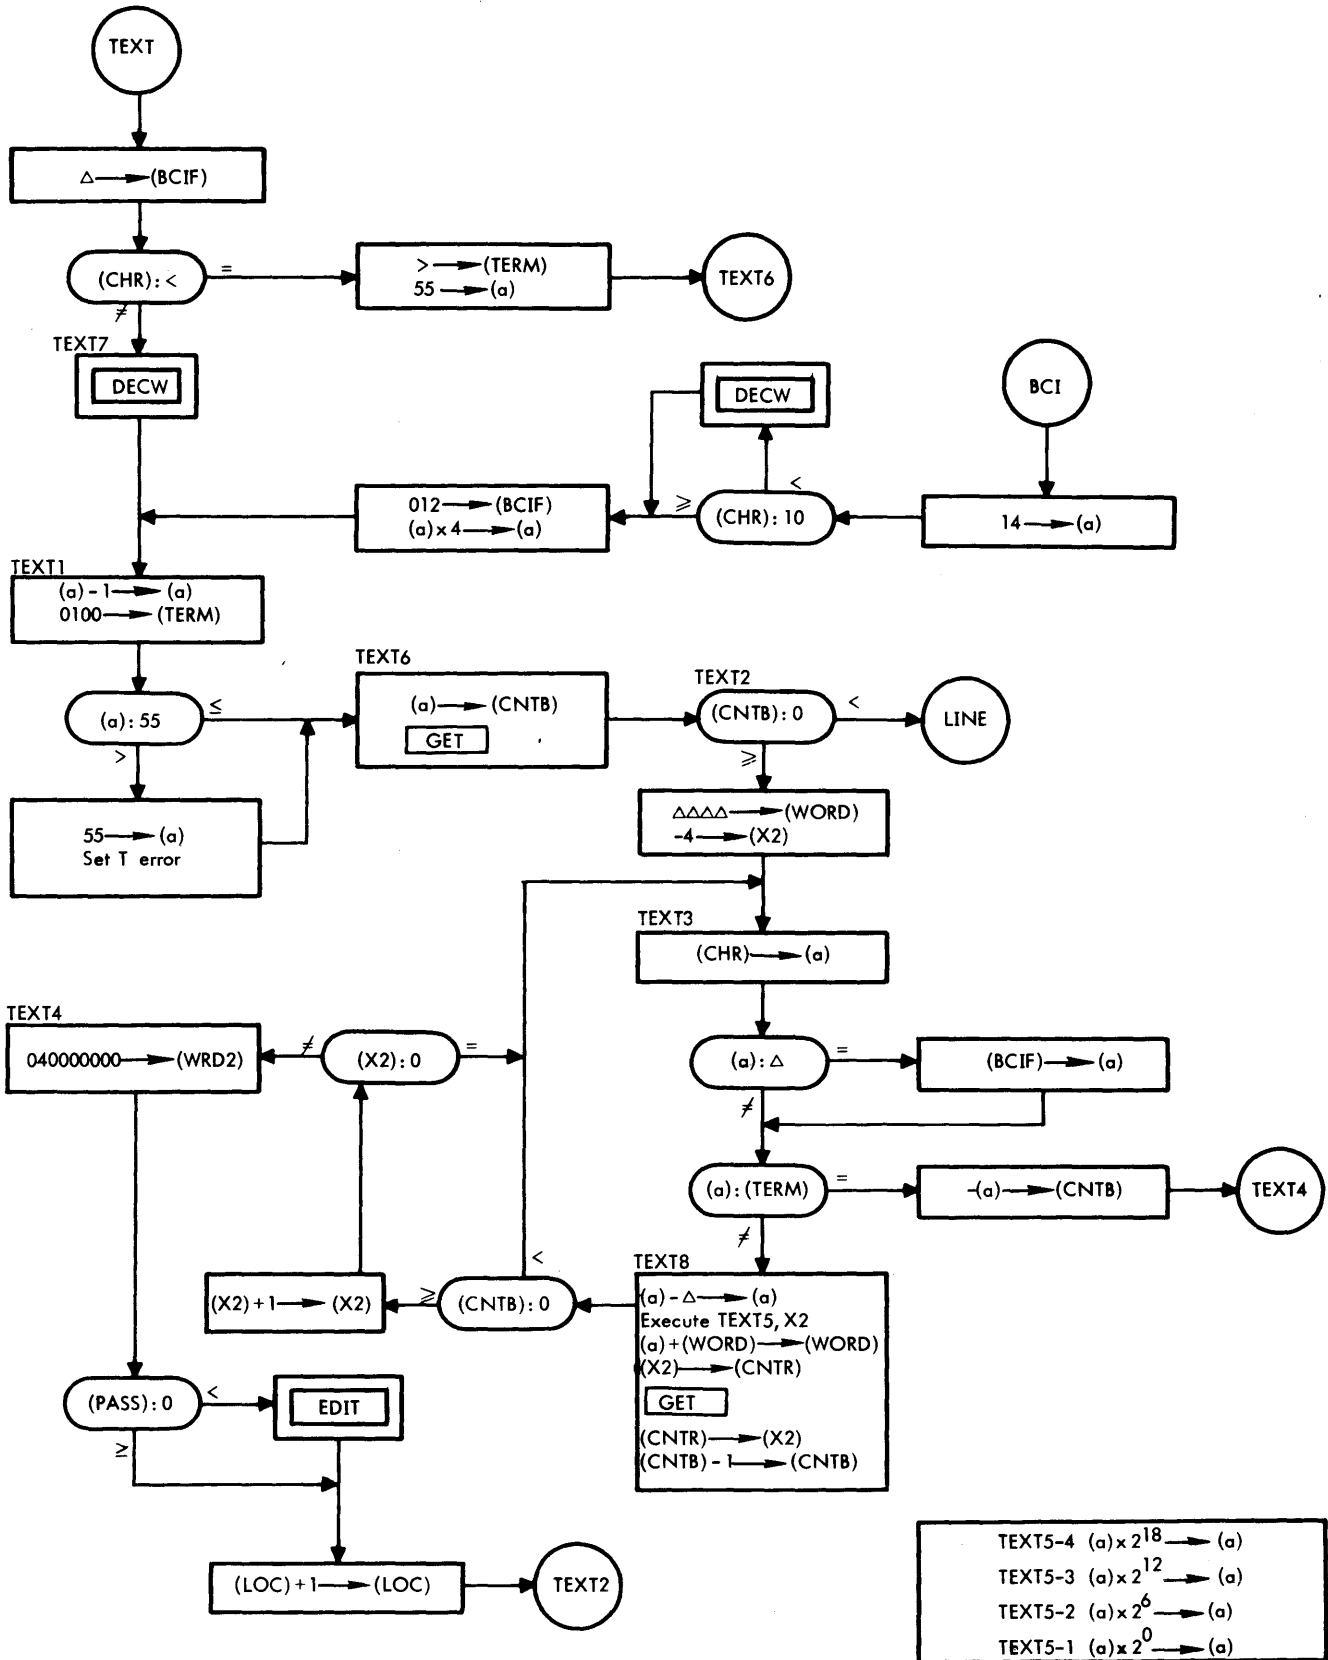 TEXT
△ → (BCIF)
(CHR): <
=
≠
> → (TERM)
55 → (a)
TEXT6
TEXT7
DECW
DECW
BCI
012 → (BCIF)
(a) x 4 → (a)
≥
<
(CHR): 10
14 → (a)
TEXT1
(a) - 1 → (a)
0100 → (TERM)
(a): 55
≤
>
55 → (a)
Set T error
TEXT6
(a) → (CNTB)
GET
TEXT2
(CNTB): 0
<
≥
LINE
△△△△ → (WORD)
-4 → (X2)
TEXT3
(CHR) → (a)
TEXT4
040000000 → (WRD2)
≠
(X2): 0
=
(a): △
=
≠
(BCIF) → (a)
(a): (TERM)
=
≠
-(a) → (CNTB)
TEXT4
TEXT8
(a) - △ → (a)
Execute TEXT5, X2
(a) + (WORD) → (WORD)
(X2) → (CNTR)
GET
(CNTR) → (X2)
(CNTB) - 1 → (CNTB)
(X2) + 1 → (X2)
≥
(CNTB): 0
<
(PASS): 0
<
≥
EDIT
(LOC) + 1 → (LOC)
TEXT2
TEXT5-4 (a) x 2^18 → (a)
TEXT5-3 (a) x 2^12 → (a)
TEXT5-2 (a) x 2^6 → (a)
TEXT5-1 (a) x 2^0 → (a)